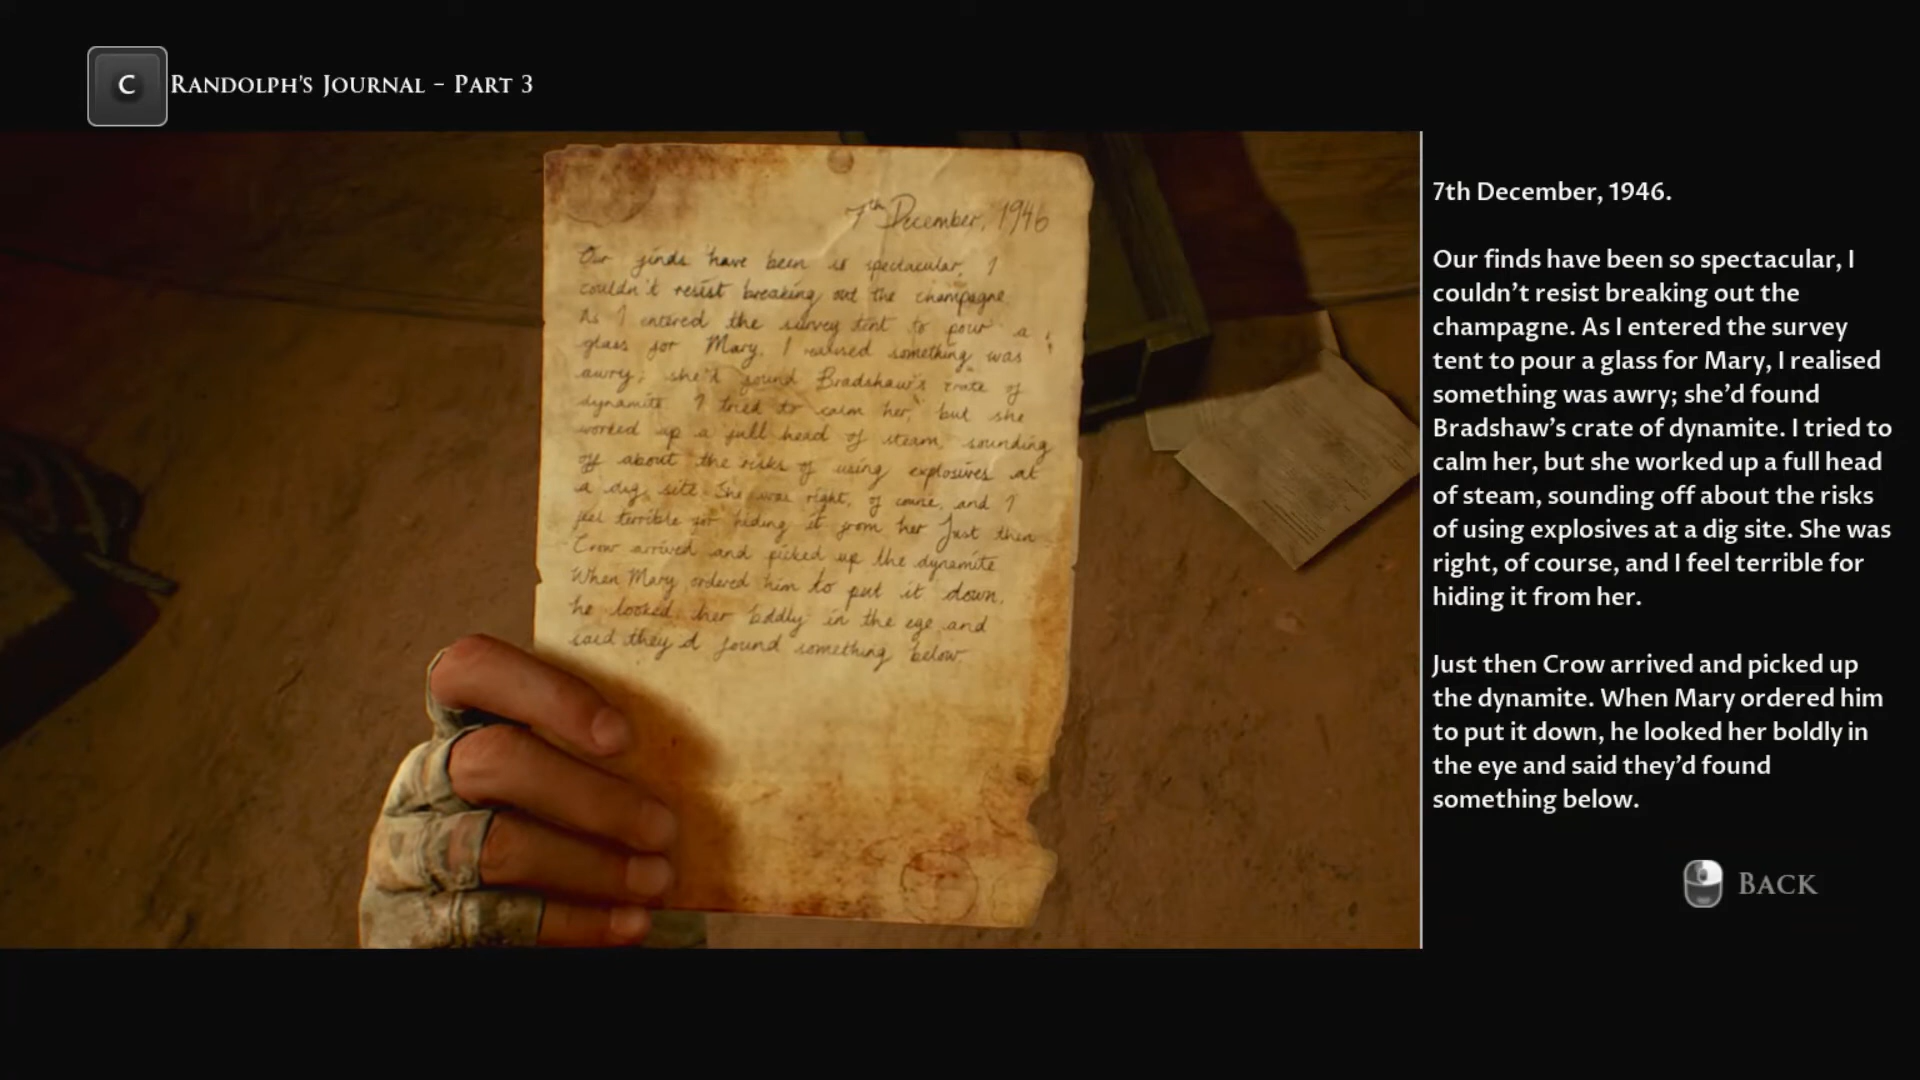 C
Randolph's Journal - Part 3
7th December, 1946
Our finds have been so spectacular, I
couldn't resist breaking out the champagne
As I entered the survey tent to pour a
glass for Mary, I realised something was
awry; she'd found Bradshaw's crate of
dynamite. I tried to calm her, but she
worked up a full head of steam, sounding
off about the risks of using explosives at
a dig site. She was right, of course, and I
feel terrible for hiding it from her Just then
Crow arrived and picked up the dynamite
When Mary ordered him to put it down,
he looked her boldly in the eye and
said they'd found something below.
7th December, 1946.
Our finds have been so spectacular, I
couldn't resist breaking out the
champagne. As I entered the survey
tent to pour a glass for Mary, I realised
something was awry; she'd found
Bradshaw's crate of dynamite. I tried to
calm her, but she worked up a full head
of steam, sounding off about the risks
of using explosives at a dig site. She was
right, of course, and I feel terrible for
hiding it from her.
Just then Crow arrived and picked up
the dynamite. When Mary ordered him
to put it down, he looked her boldly in
the eye and said they'd found
something below.
Back